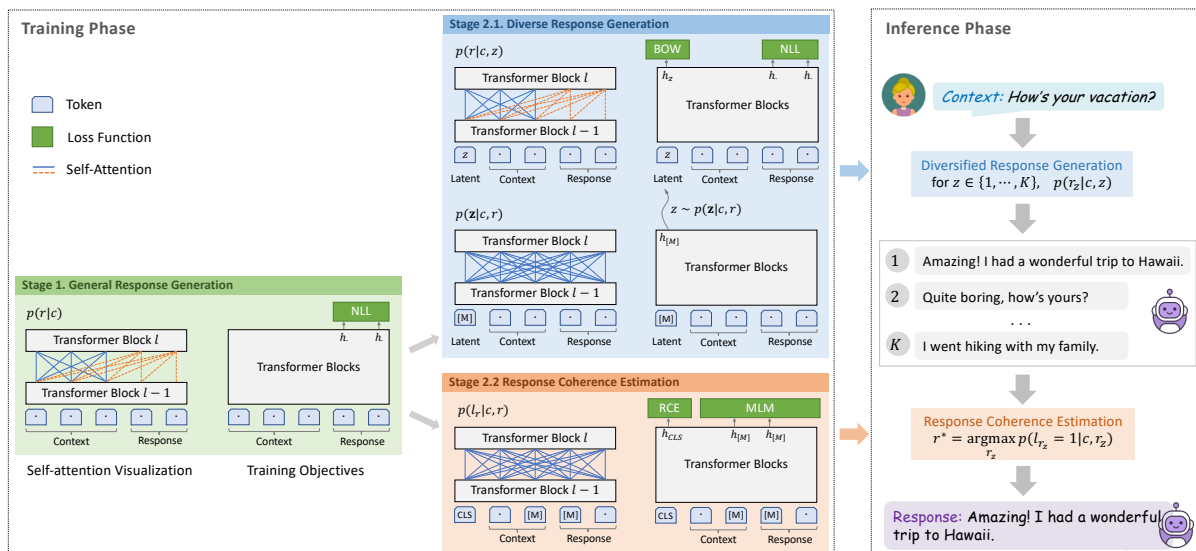 Training Phase
Token
Loss Function
Self-Attention
Stage 1. General Response Generation
p(r|c)
NLL
h. h.
Transformer Block l
Transformer Block l − 1
Transformer Blocks
· · · · ·
· · · · ·
Context Response
Context Response
Self-attention Visualization
Training Objectives
Stage 2.1. Diverse Response Generation
p(r|c, z)
BOW NLL
h_z h. h.
Transformer Block l
Transformer Block l − 1
Transformer Blocks
z · · · ·
z · · · ·
Latent Context Response
Latent Context Response
p(𝐳|c, r)
z ~ p(𝐳|c, r)
h_[M]
Transformer Block l
Transformer Block l − 1
Transformer Blocks
[M] · · · ·
[M] · · · ·
Latent Context Response
Latent Context Response
Stage 2.2 Response Coherence Estimation
p(l_r|c, r)
RCE MLM
h_CLS h_[M] h_[M]
Transformer Block l
Transformer Block l − 1
Transformer Blocks
CLS · [M] [M] ·
CLS · [M] [M] ·
Context Response
Context Response
Inference Phase
Context: How's your vacation?
Diversified Response Generation
for z ∈ {1, ⋯ , K}, p(r_z|c, z)
1 Amazing! I had a wonderful trip to Hawaii.
2 Quite boring, how's yours?
. . .
K I went hiking with my family.
Response Coherence Estimation
r* = argmax p(l_{r_z} = 1|c, r_z)
r_z
Response: Amazing! I had a wonderful
trip to Hawaii.